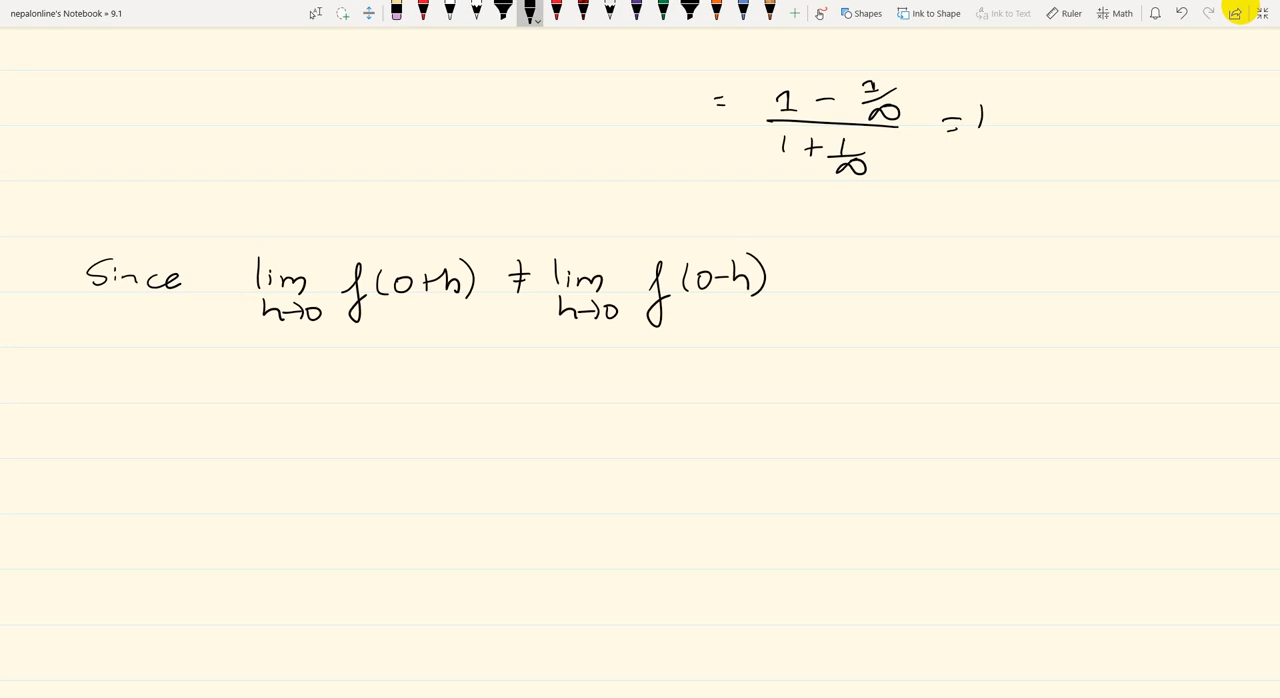 nepalonline's Notebook » 9.1 Shapes Ink to Shape Ink to Text Ruler Math
= (1 - 1/∞)/(1 + 1/∞) = 1
Since lim h→0 f(0+h) ≠ lim h→0 f(0-h)